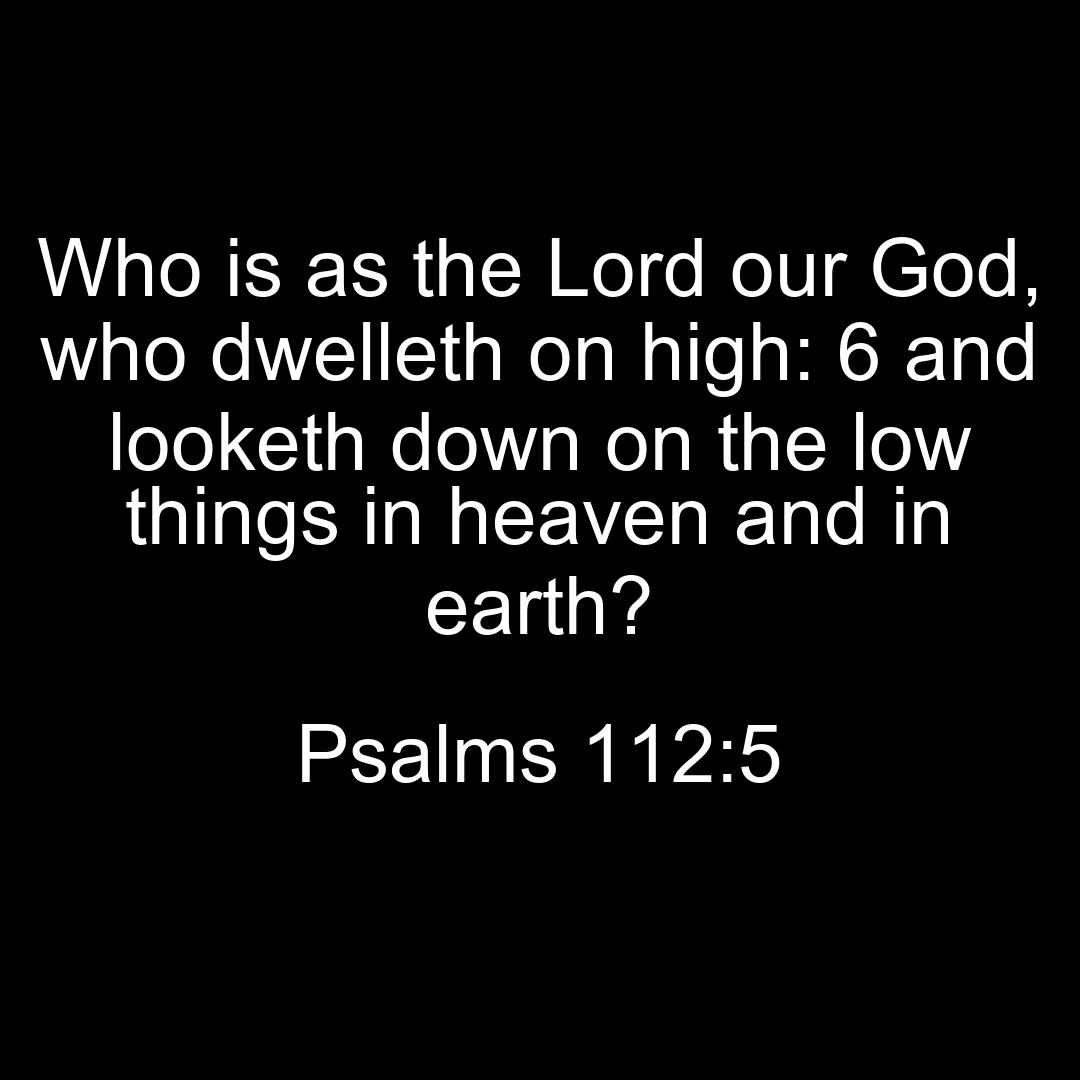 Who is as the Lord our God,
who dwelleth on high: 6 and
looketh down on the low
things in heaven and in
earth?
Psalms 112:5